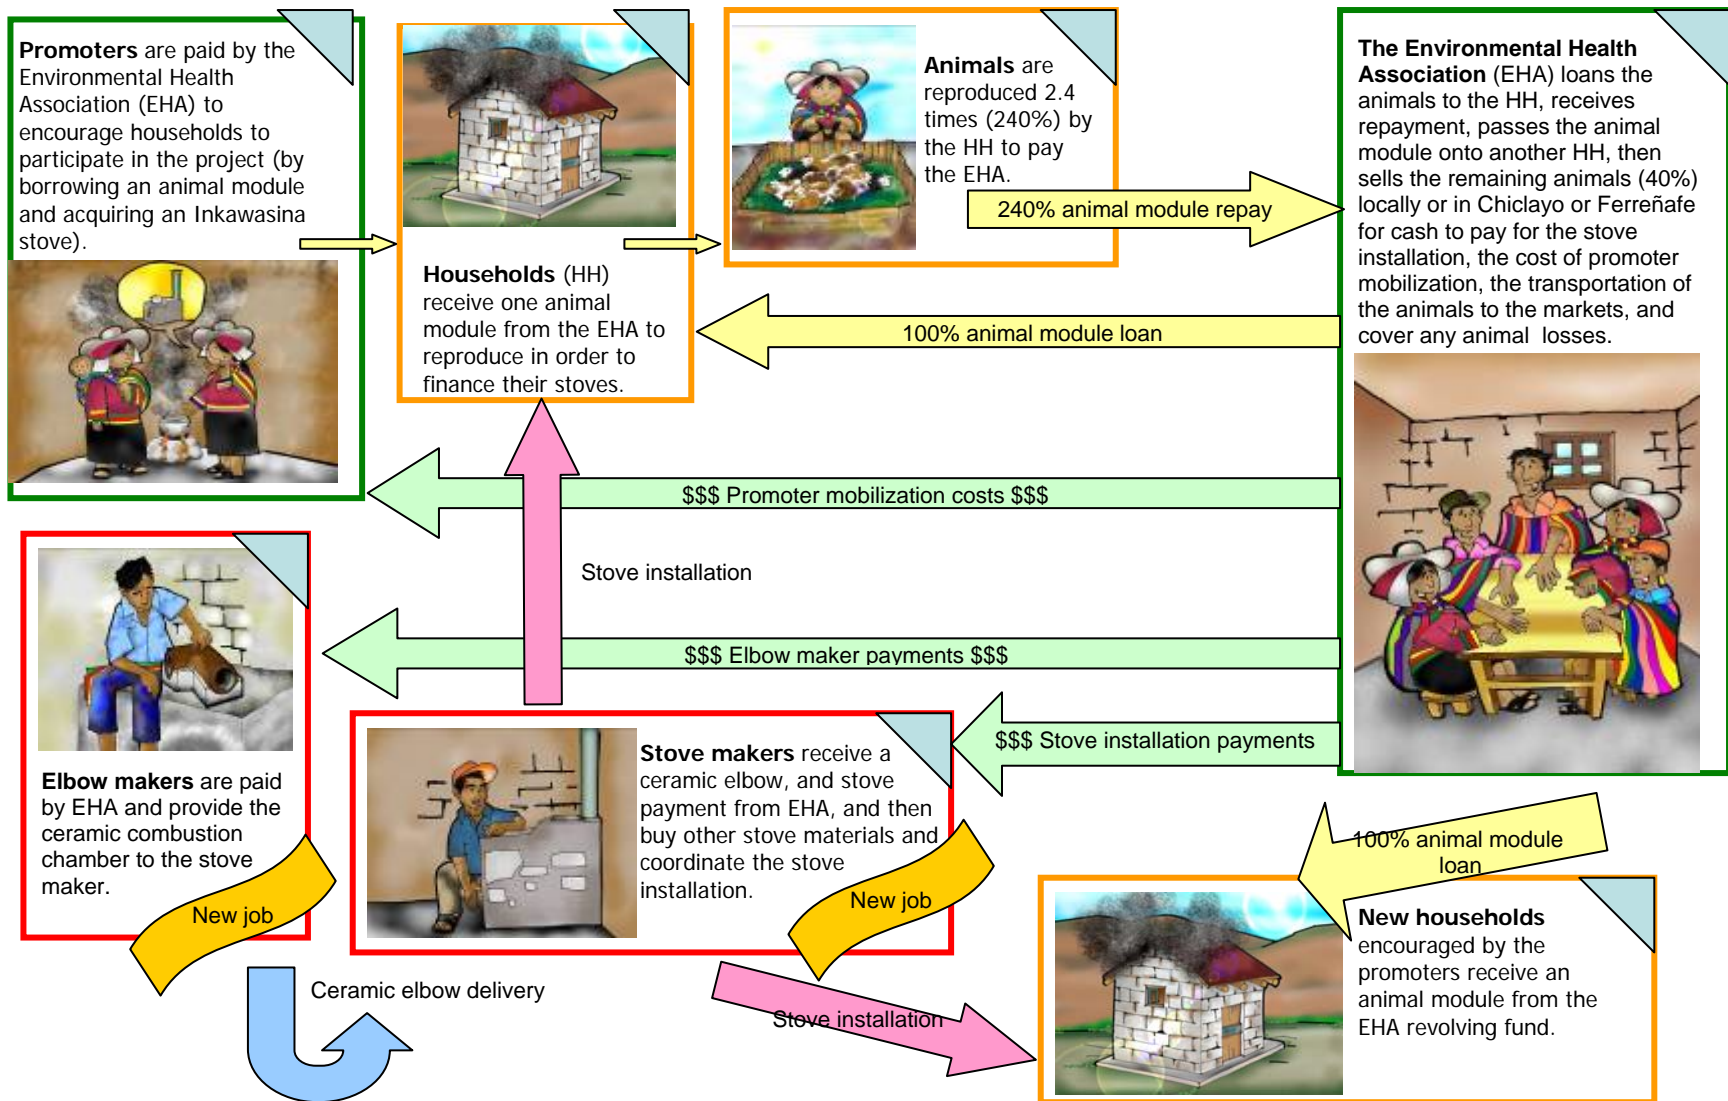 Promoters are paid by the
Environmental Health
Association (EHA) to
encourage households to
participate in the project (by
borrowing an animal module
and acquiring an Inkawasina
stove).
Households (HH)
receive one animal
module from the EHA to
reproduce in order to
finance their stoves.
Animals are
reproduced 2.4
times (240%) by
the HH to pay
the EHA.
240% animal module repay
The Environmental Health
Association (EHA) loans the
animals to the HH, receives
repayment, passes the animal
module onto another HH, then
sells the remaining animals (40%)
locally or in Chiclayo or Ferreñafe
for cash to pay for the stove
installation, the cost of promoter
mobilization, the transportation of
the animals to the markets, and
cover any animal losses.
100% animal module loan
$$$ Promoter mobilization costs $$$
Stove installation
$$$ Elbow maker payments $$$
$$$ Stove installation payments
Elbow makers are paid
by EHA and provide the
ceramic combustion
chamber to the stove
maker.
New job
Stove makers receive a
ceramic elbow, and stove
payment from EHA, and then
buy other stove materials and
coordinate the stove
installation.
New job
100% animal module
loan
New households
encouraged by the
promoters receive an
animal module from the
EHA revolving fund.
Ceramic elbow delivery
Stove installation